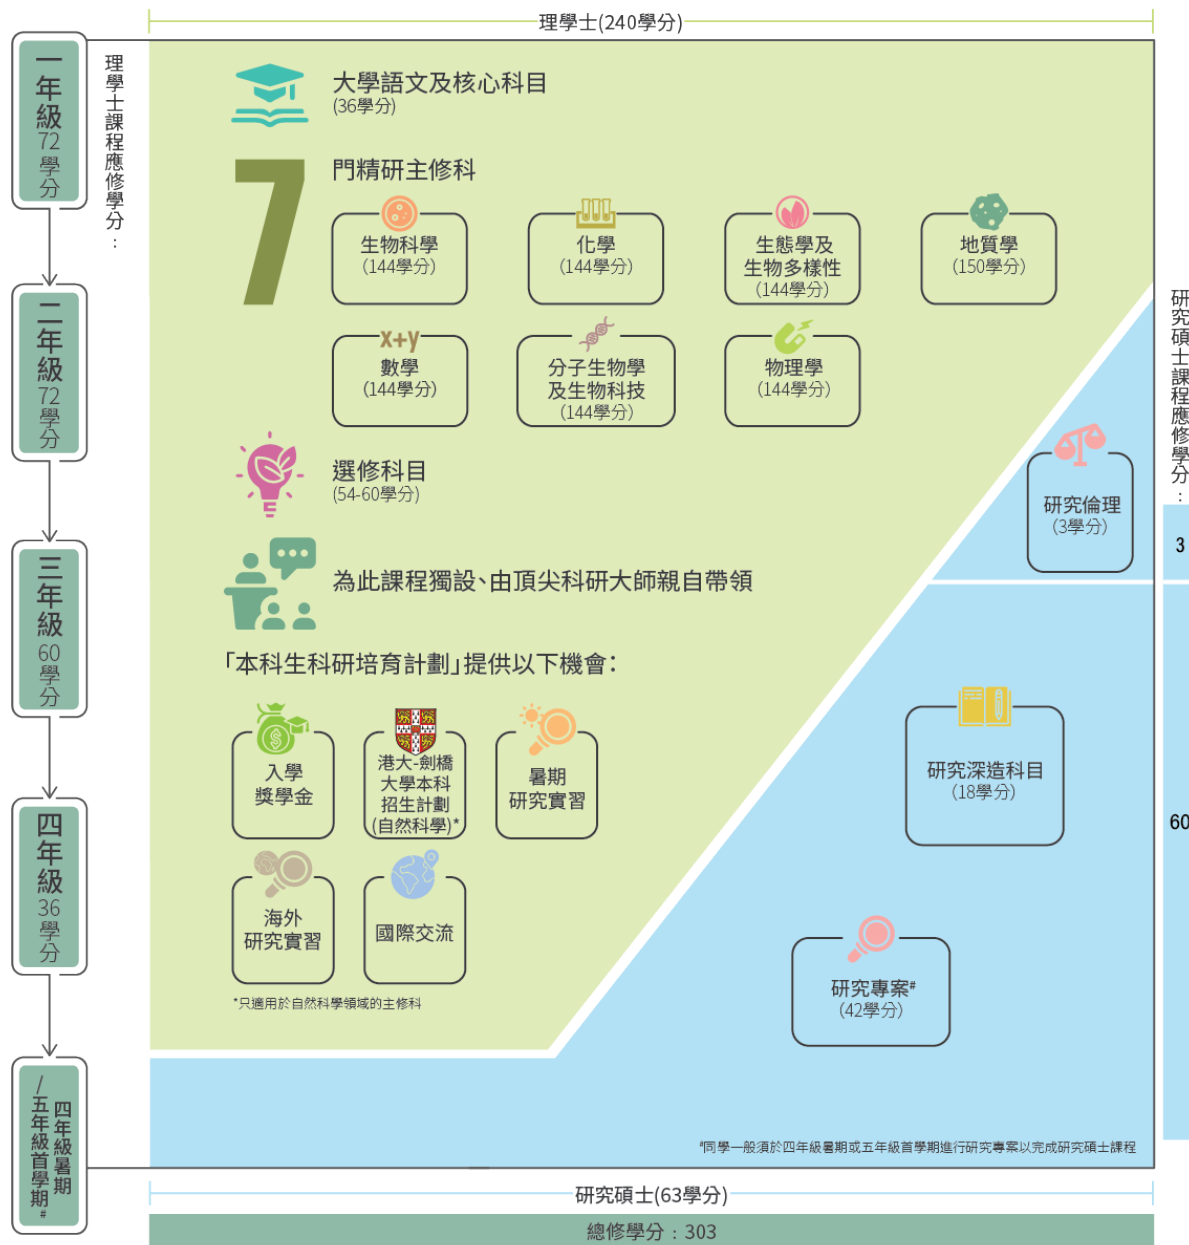 理學士(240學分)
一年級
72學分
理學士課程應修學分：
大學語文及核心科目
(36學分)
7
門精研主修科
生物科學
(144學分)
化學
(144學分)
生態學及
生物多樣性
(144學分)
地質學
(150學分)
二年級
72學分
x+y
數學
(144學分)
分子生物學
及生物科技
(144學分)
物理學
(144學分)
研究碩士課程應修學分：
選修科目
(54-60學分)
研究倫理
(3學分)
3
三年級
60學分
為此課程獨設、由頂尖科研大師親自帶領
「本科生科研培育計劃」提供以下機會：
入學
獎學金
港大-劍橋
大學本科
招生計劃
(自然科學)*
暑期
研究實習
研究深造科目
(18學分)
60
四年級
36學分
海外
研究實習
國際交流
研究專案#
(42學分)
*只適用於自然科學領域的主修科
四年級暑期
/五年級首學期#
#同學一般須於四年級暑期或五年級首學期進行研究專案以完成研究碩士課程
研究碩士(63學分)
總修學分：303